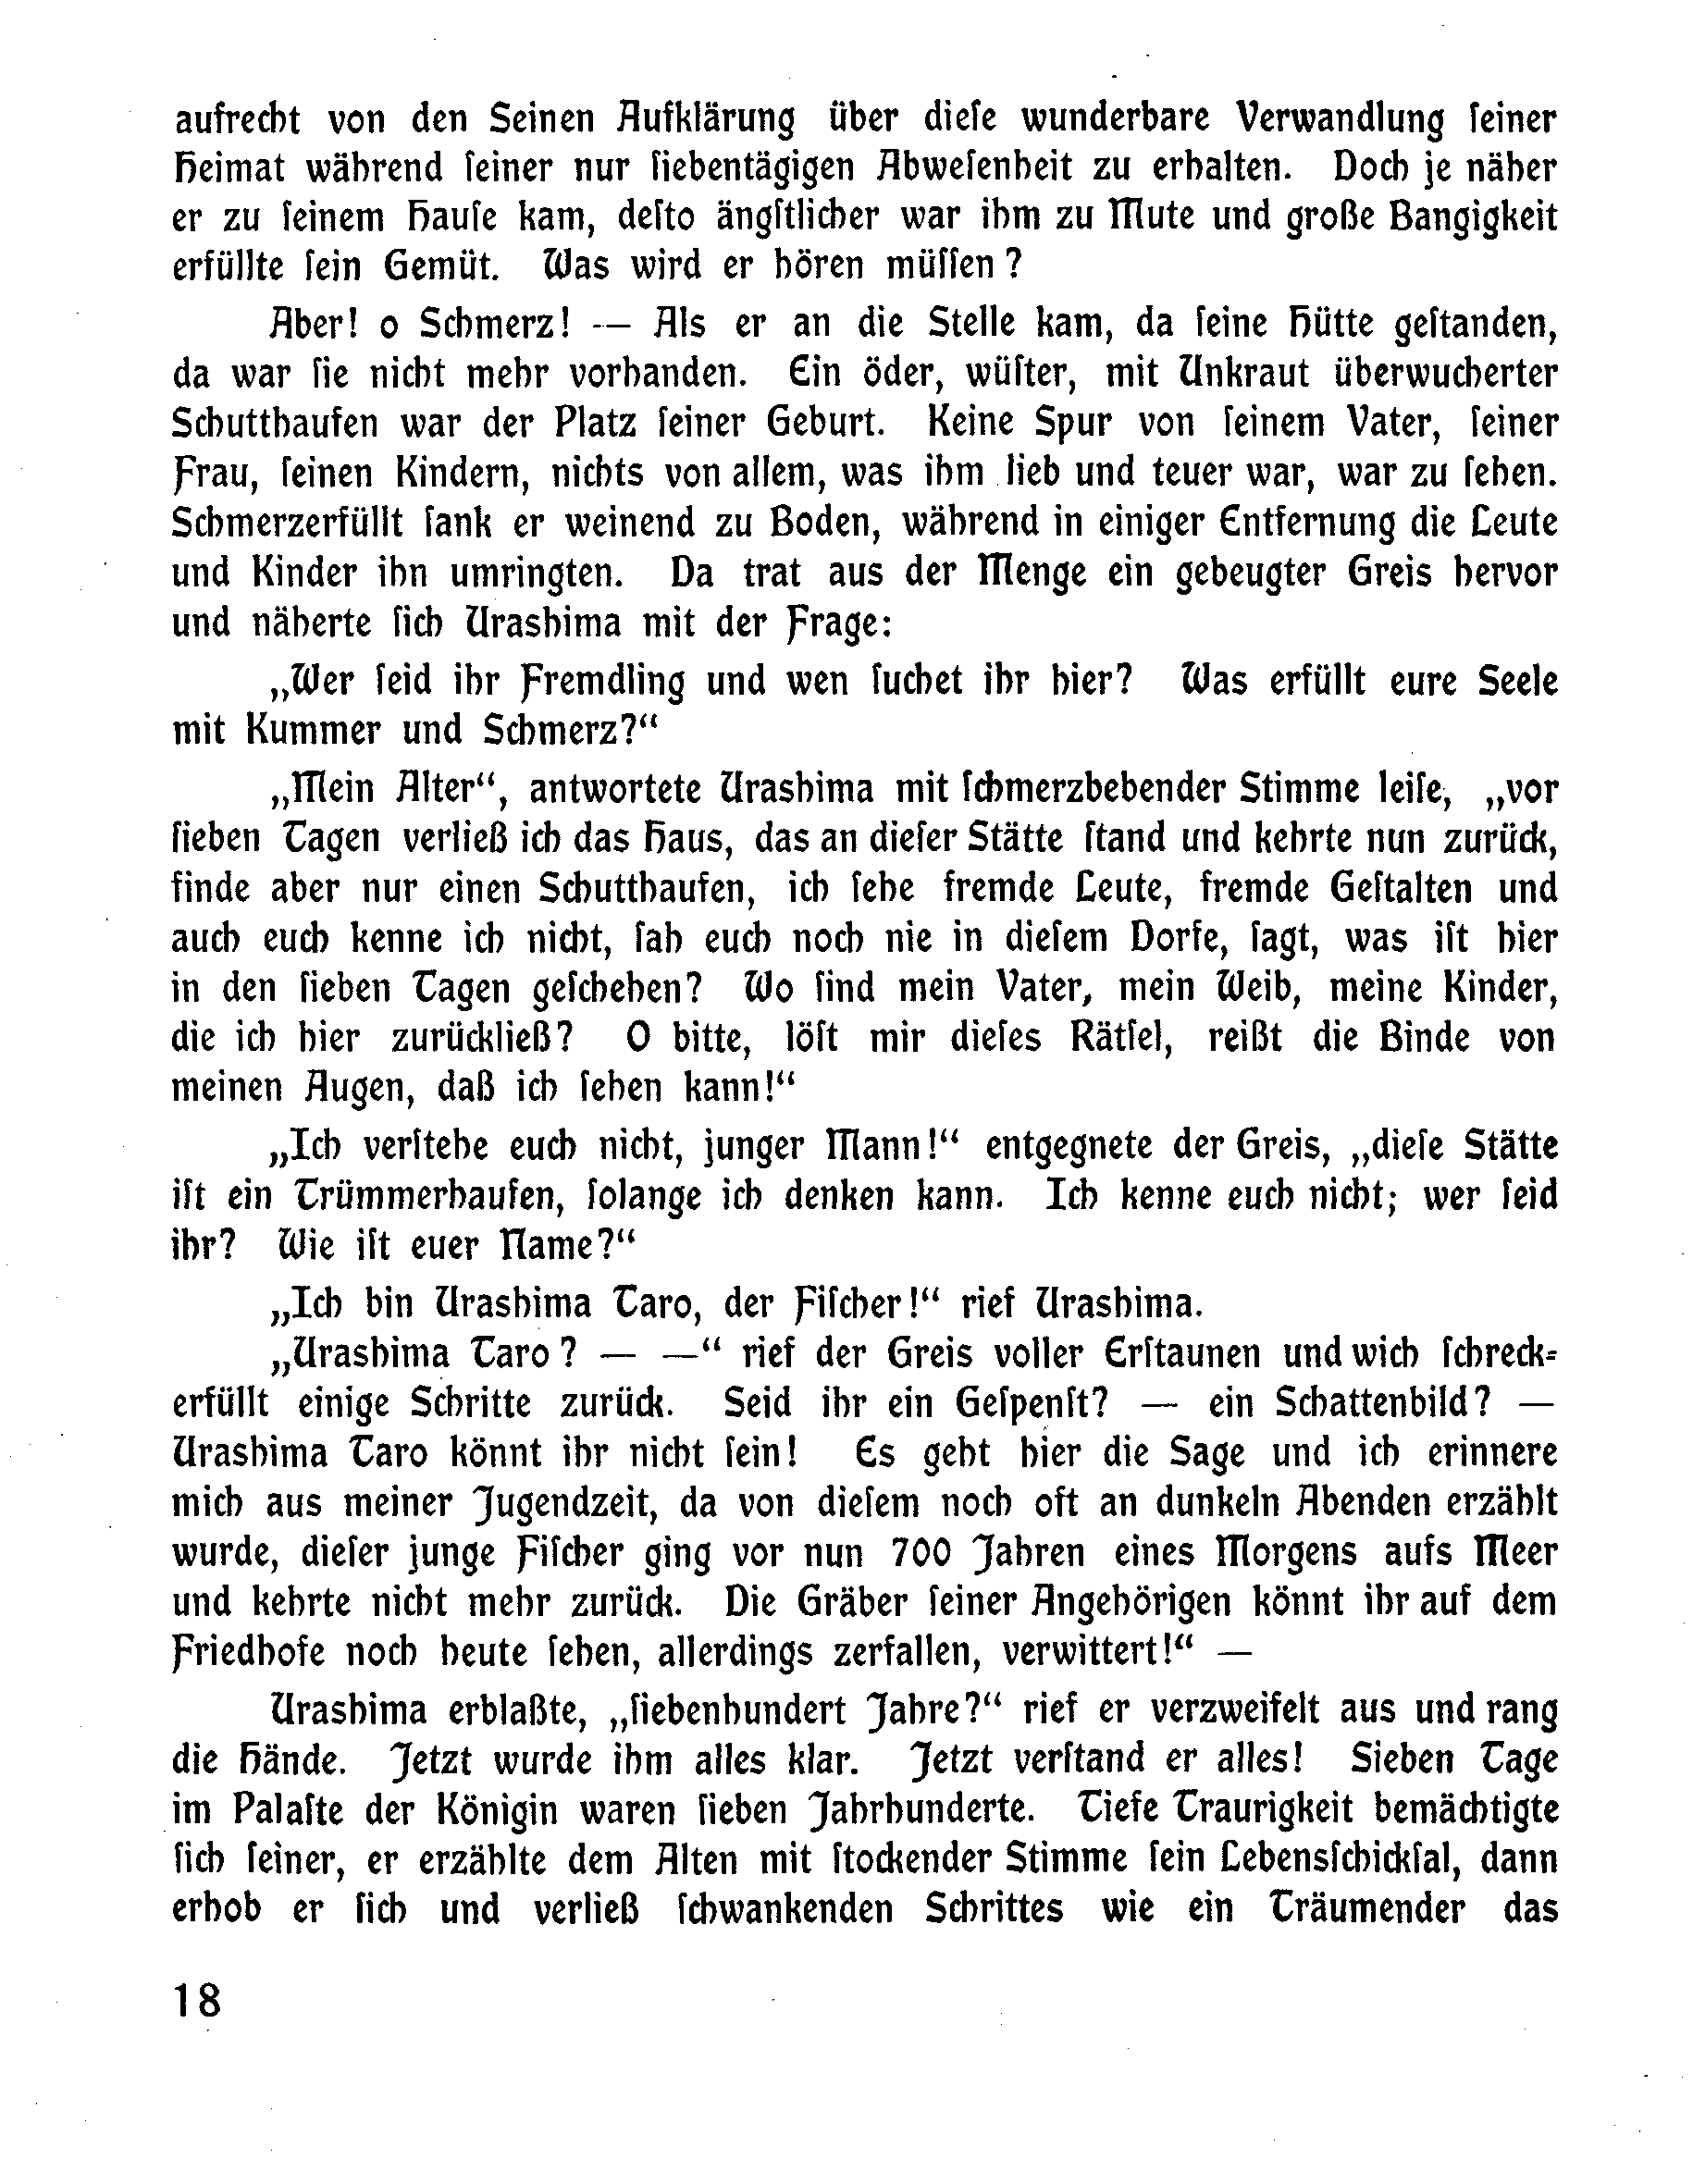 aufrecht von den Seinen Aufklärung über dieſe wunderbare Verwandlung ſeiner
Heimat während ſeiner nur ſiebentägigen Abweſenheit zu erhalten. Doch je näher
er zu ſeinem Hauſe kam, deſto ängſtlicher war ihm zu Mute und große Bangigkeit
erfüllte ſein Gemüt. Was wird er hören müſſen?
Aber! o Schmerz! — Als er an die Stelle kam, da ſeine Hütte geſtanden,
da war ſie nicht mehr vorhanden. Ein öder, wüſter, mit Unkraut überwucherter
Schutthaufen war der Platz ſeiner Geburt. Keine Spur von ſeinem Vater, ſeiner
Frau, ſeinen Kindern, nichts von allem, was ihm lieb und teuer war, war zu ſehen.
Schmerzerfüllt ſank er weinend zu Boden, während in einiger Entfernung die Leute
und Kinder ihn umringten. Da trat aus der Menge ein gebeugter Greis hervor
und näherte ſich Urashima mit der Frage:
„Wer ſeid ihr Fremdling und wen ſuchet ihr hier? Was erfüllt eure Seele
mit Kummer und Schmerz?“
„Mein Alter“, antwortete Urashima mit ſchmerzbebender Stimme leiſe, „vor
ſieben Tagen verließ ich das Haus, das an dieſer Stätte ſtand und kehrte nun zurück,
finde aber nur einen Schutthaufen, ich ſehe fremde Leute, fremde Geſtalten und
auch euch kenne ich nicht, ſah euch noch nie in dieſem Dorfe, ſagt, was iſt hier
in den ſieben Tagen geſchehen? Wo ſind mein Vater, mein Weib, meine Kinder,
die ich hier zurückließ? O bitte, löſt mir dieſes Rätſel, reißt die Binde von
meinen Augen, daß ich ſehen kann!“
„Ich verſtehe euch nicht, junger Mann!“ entgegnete der Greis, „dieſe Stätte
iſt ein Trümmerhaufen, ſolange ich denken kann. Ich kenne euch nicht; wer ſeid
ihr? Wie iſt euer Name?“
„Ich bin Urashima Taro, der Fiſcher!“ rief Urashima.
„Urashima Taro? — —“ rief der Greis voller Erſtaunen und wich ſchreck-
erfüllt einige Schritte zurück. Seid ihr ein Geſpenſt? — ein Schattenbild? —
Urashima Taro könnt ihr nicht ſein! Es geht hier die Sage und ich erinnere
mich aus meiner Jugendzeit, da von dieſem noch oft an dunkeln Abenden erzählt
wurde, dieſer junge Fiſcher ging vor nun 700 Jahren eines Morgens aufs Meer
und kehrte nicht mehr zurück. Die Gräber ſeiner Angehörigen könnt ihr auf dem
Friedhofe noch heute ſehen, allerdings zerfallen, verwittert!“ —
Urashima erblaßte, „ſiebenhundert Jahre?“ rief er verzweifelt aus und rang
die Hände. Jetzt wurde ihm alles klar. Jetzt verſtand er alles! Sieben Tage
im Palaſte der Königin waren ſieben Jahrhunderte. Tiefe Traurigkeit bemächtigte
ſich ſeiner, er erzählte dem Alten mit ſtockender Stimme ſein Lebensſchickſal, dann
erhob er ſich und verließ ſchwankenden Schrittes wie ein Träumender das
18